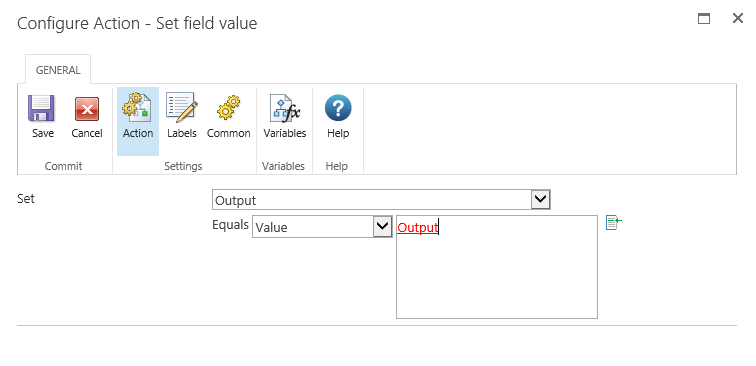 Configure Action - Set field value
GENERAL
Save Cancel Action Labels Common Variables Help
Commit Settings Variables Help
Set Output
Equals Value Output